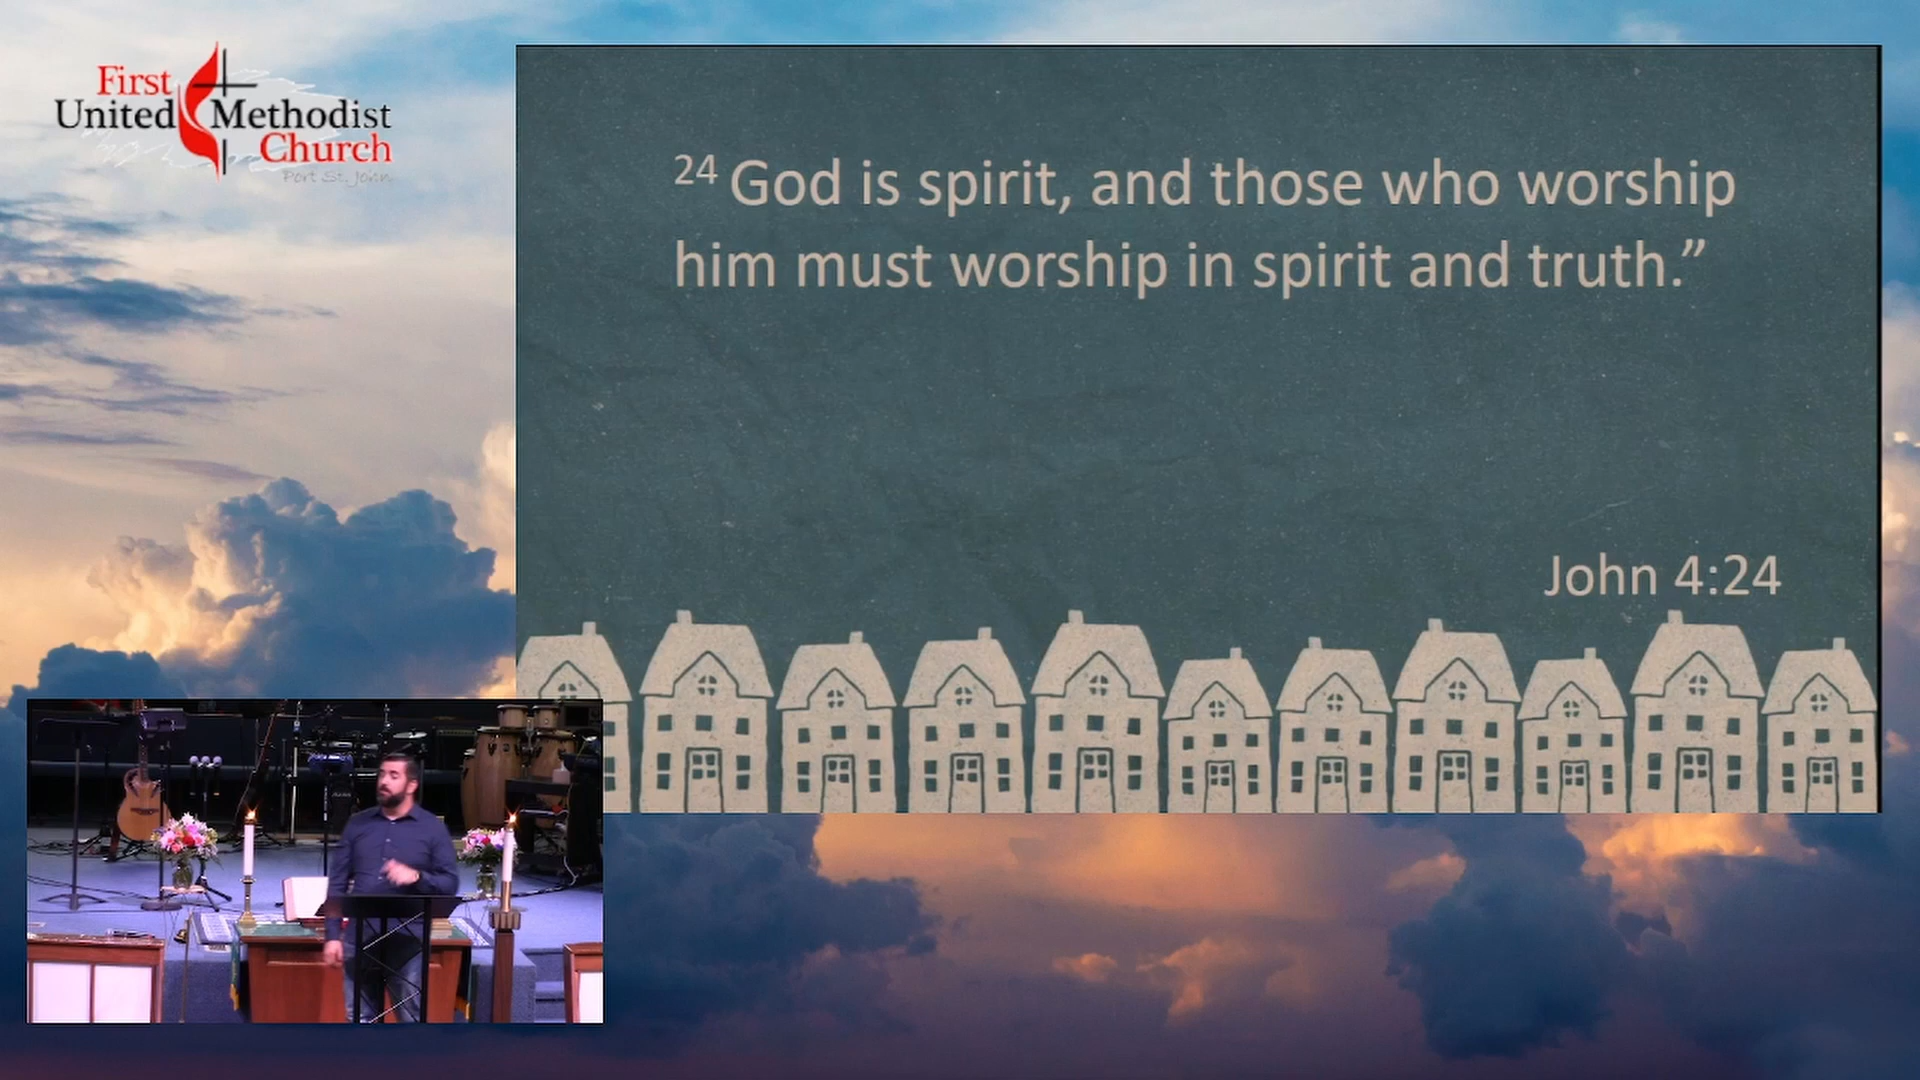 First
United Methodist
Church
Port St. John
24 God is spirit, and those who worship
him must worship in spirit and truth.”
John 4:24